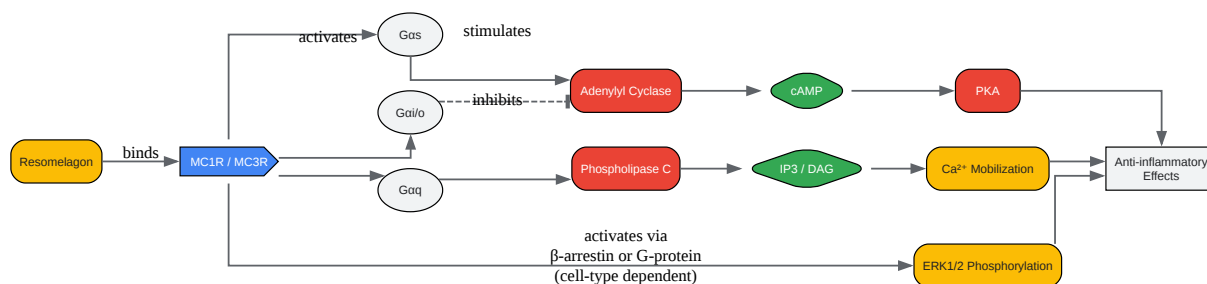 activates
Gαs
stimulates
Adenylyl Cyclase
cAMP
PKA
inhibits
Gαi/o
Resomelagon
binds
MC1R / MC3R
Gαq
Phospholipase C
IP3 / DAG
Ca²⁺ Mobilization
Anti-inflammatory
Effects
activates via
β-arrestin or G-protein
(cell-type dependent)
ERK1/2 Phosphorylation